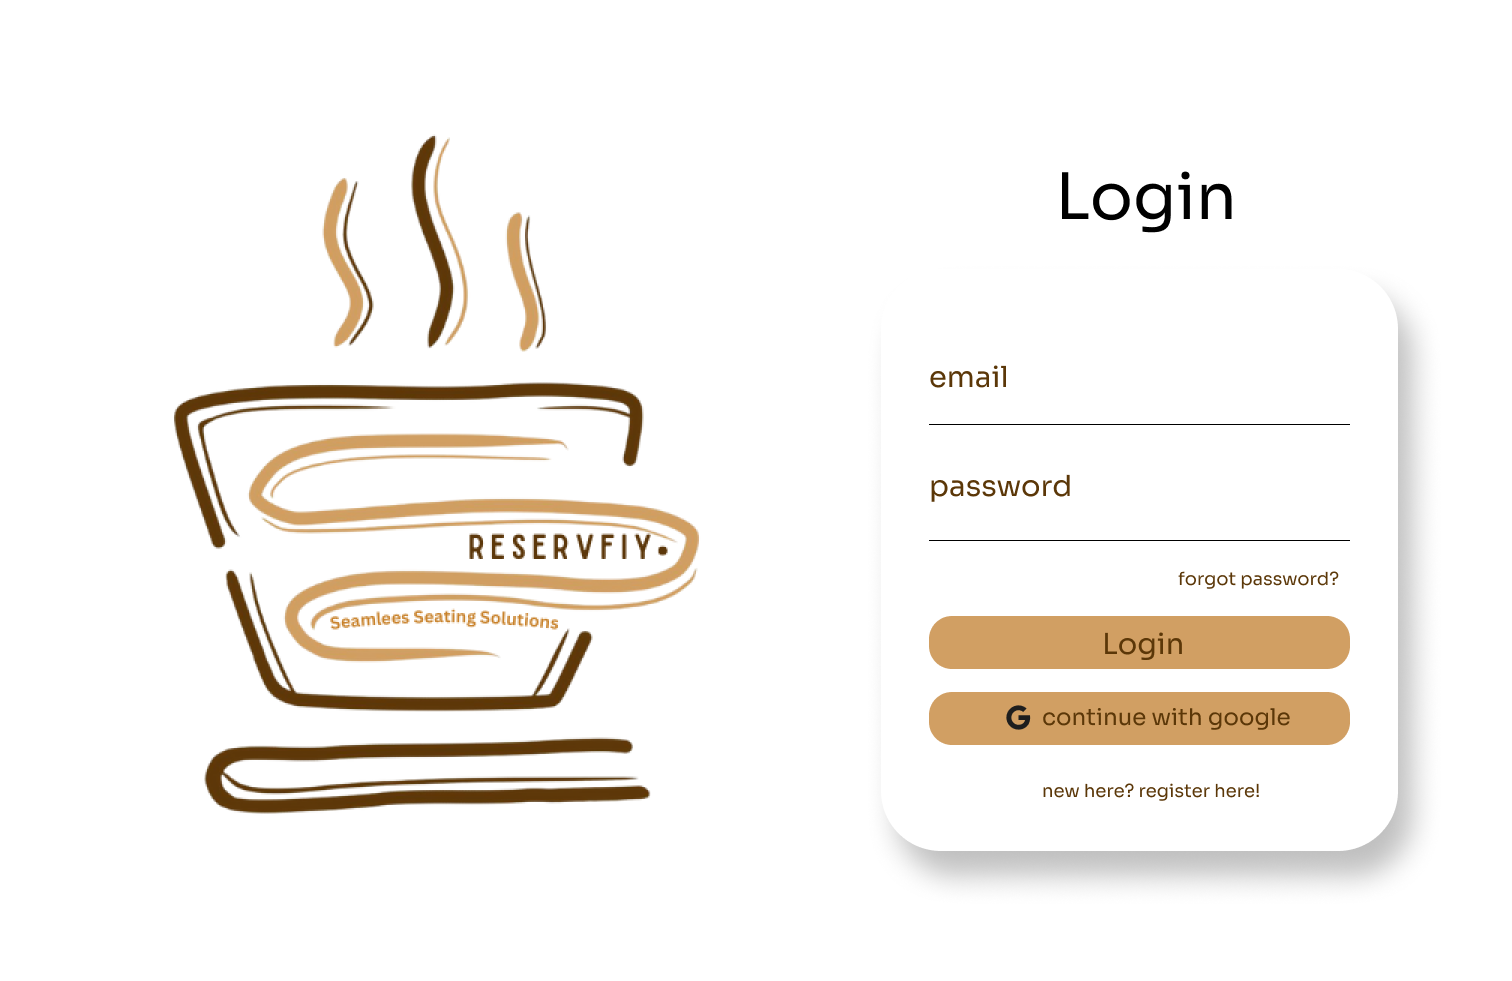 RESERVFIY.
Seamlees Seating Solutions
Login
email
password
forgot password?
Login
G continue with google
new here? register here!